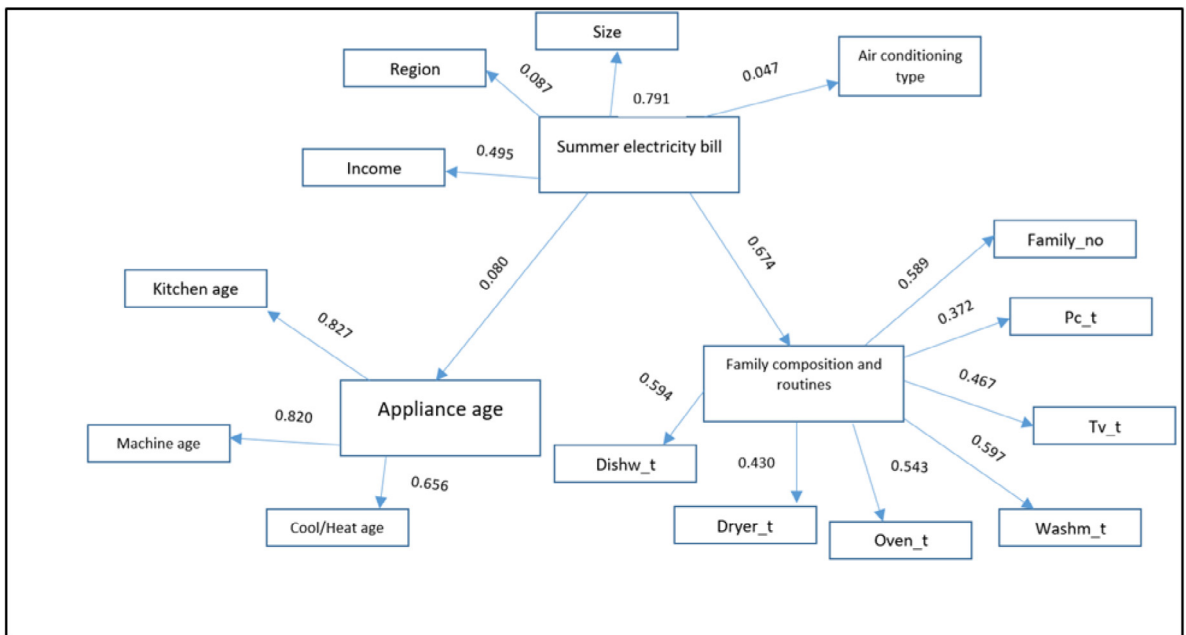 Size
Region
Air conditioning
type
0.087
0.791
0.047
Summer electricity bill
0.495
Income
0.080
0.674
Family_no
0.589
Kitchen age
0.827
0.372
Pc_t
Family composition and
routines
Appliance age
0.594
0.467
Tv_t
0.820
Machine age
Dishw_t
0.430
0.543
0.597
0.656
Cool/Heat age
Dryer_t
Oven_t
Washm_t